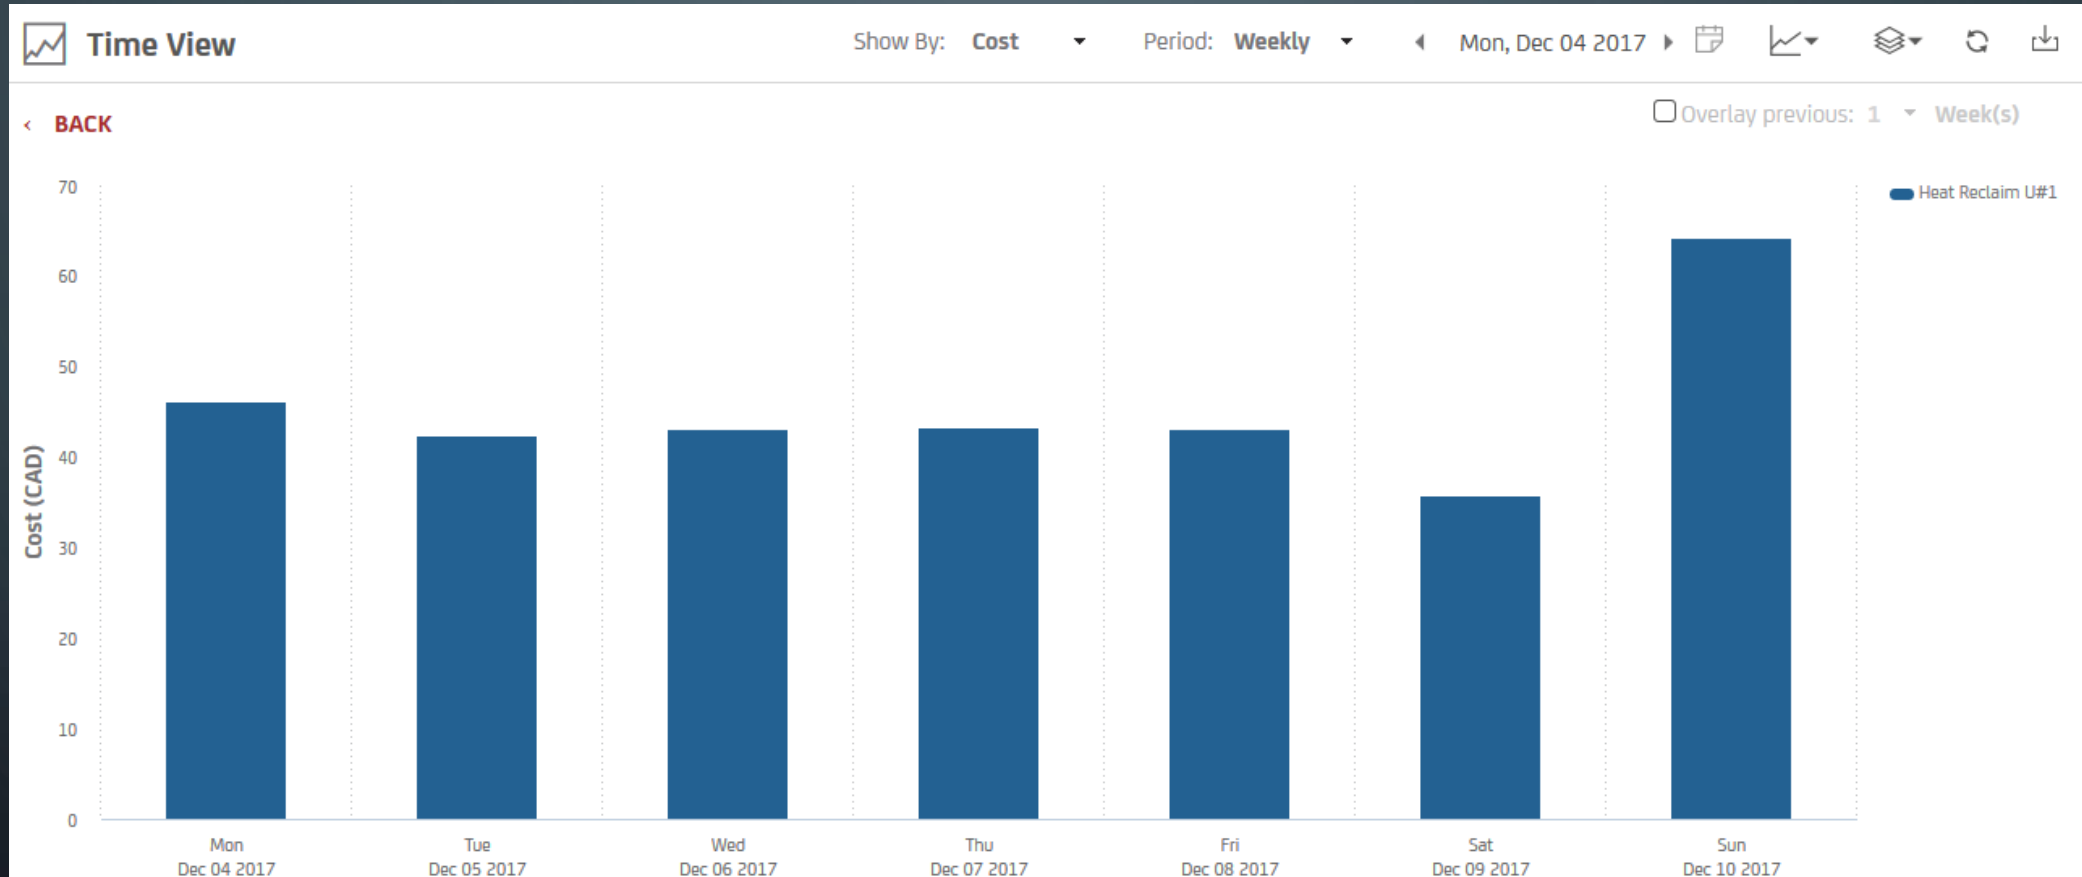 Time View
Show By: Cost
Period: Weekly
Mon, Dec 04 2017
BACK
Overlay previous: 1 Week(s)
70
60
50
40
30
20
10
0
Cost (CAD)
Heat Reclaim U#1
Mon
Dec 04 2017
Tue
Dec 05 2017
Wed
Dec 06 2017
Thu
Dec 07 2017
Fri
Dec 08 2017
Sat
Dec 09 2017
Sun
Dec 10 2017